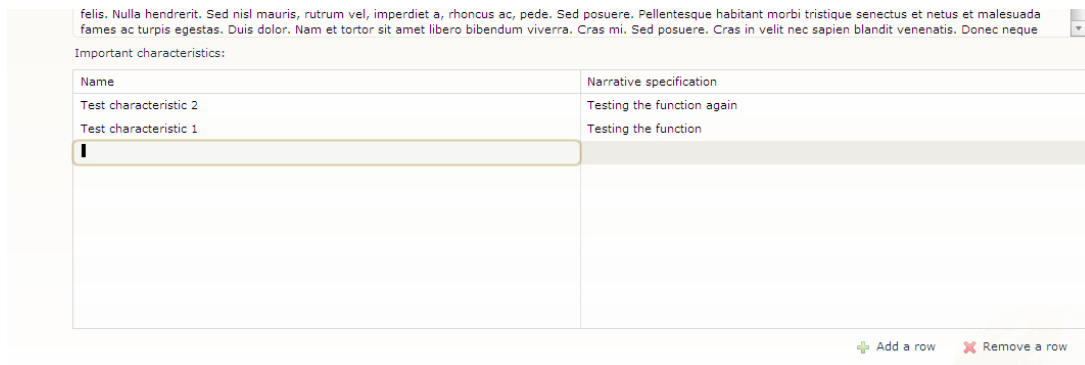 felis. Nulla hendrerit. Sed nisl mauris, rutrum vel, imperdiet a, rhoncus ac, pede. Sed posuere. Pellentesque habitant morbi tristique senectus et netus et malesuada
fames ac turpis egestas. Duis dolor. Nam et tortor sit amet libero bibendum viverra. Cras mi. Sed posuere. Cras in velit nec sapien blandit venenatis. Donec neque
Important characteristics:
Name Narrative specification
Test characteristic 2 Testing the function again
Test characteristic 1 Testing the function
Add a row Remove a row